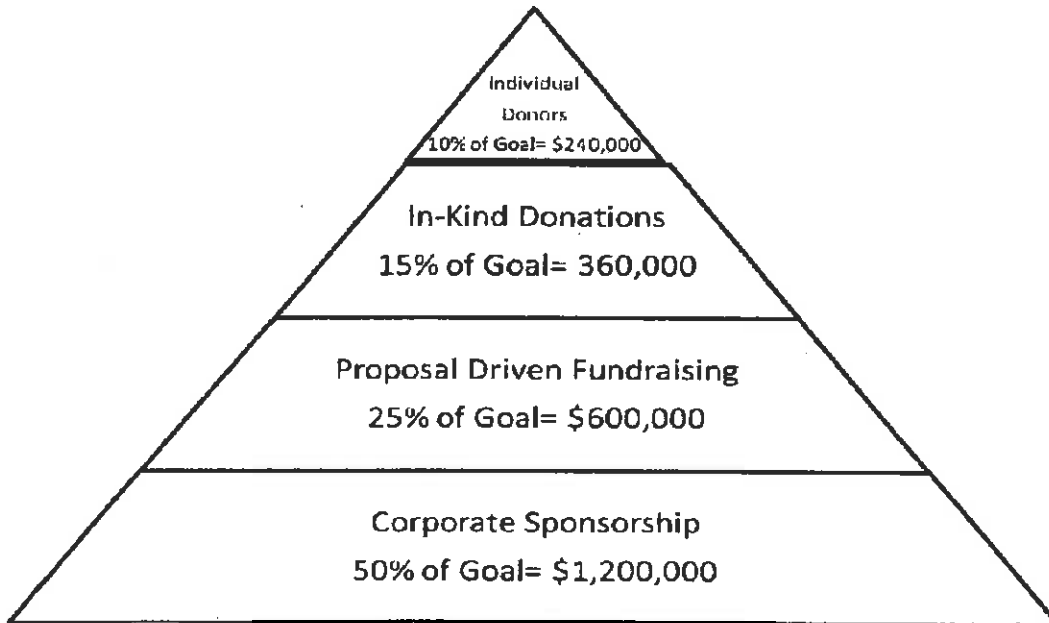 Individual
Donors
10% of Goal= $240,000
In-Kind Donations
15% of Goal= 360,000
Proposal Driven Fundraising
25% of Goal= $600,000
Corporate Sponsorship
50% of Goal= $1,200,000